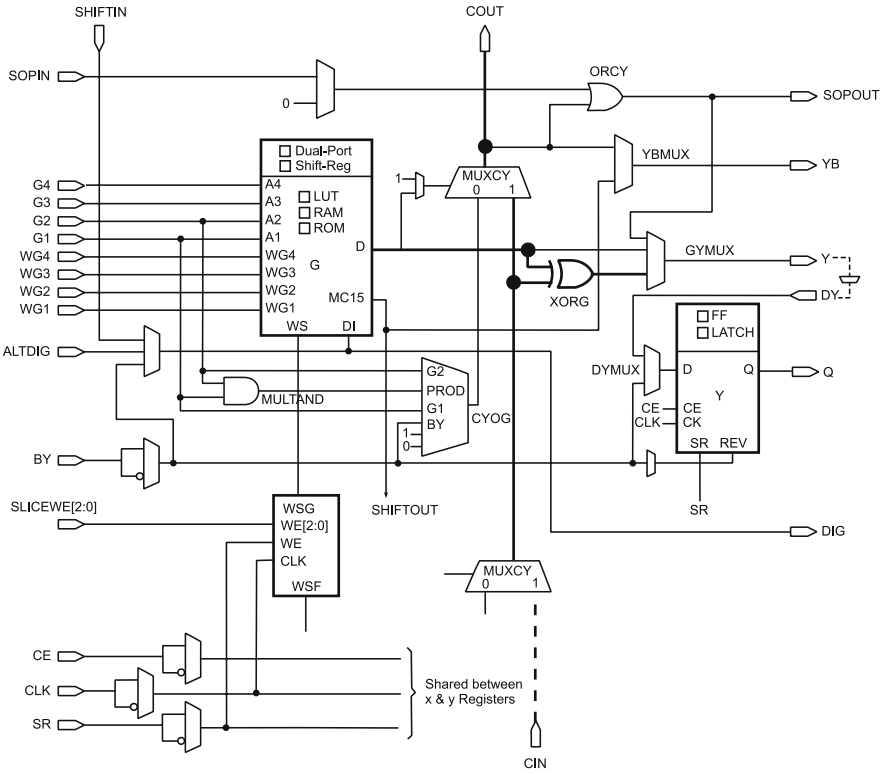 SHIFTIN
COUT
SOPIN
0
ORCY
SOPOUT
Dual-Port
Shift-Reg
YBMUX
YB
1
MUXCY
0 1
G4
G3
G2
G1
WG4
WG3
WG2
WG1
A4
A3
A2
A1
WG4
WG3
WG2
WG1
LUT
RAM
ROM
G
D
MC15
WS
DI
GYMUX
Y
XORG
DY
FF
LATCH
ALTDIG
DYMUX
D
Q
Q
Y
G2
PROD
G1
BY
1
0
MULTAND
CYOG
CE
CLK
CE
CK
SR
REV
BY
SR
SHIFTOUT
SLICEWE[2:0]
WSG
WE[2:0]
WE
CLK
WSF
DIG
MUXCY
0 1
CE
CLK
SR
Shared between
x & y Registers
CIN